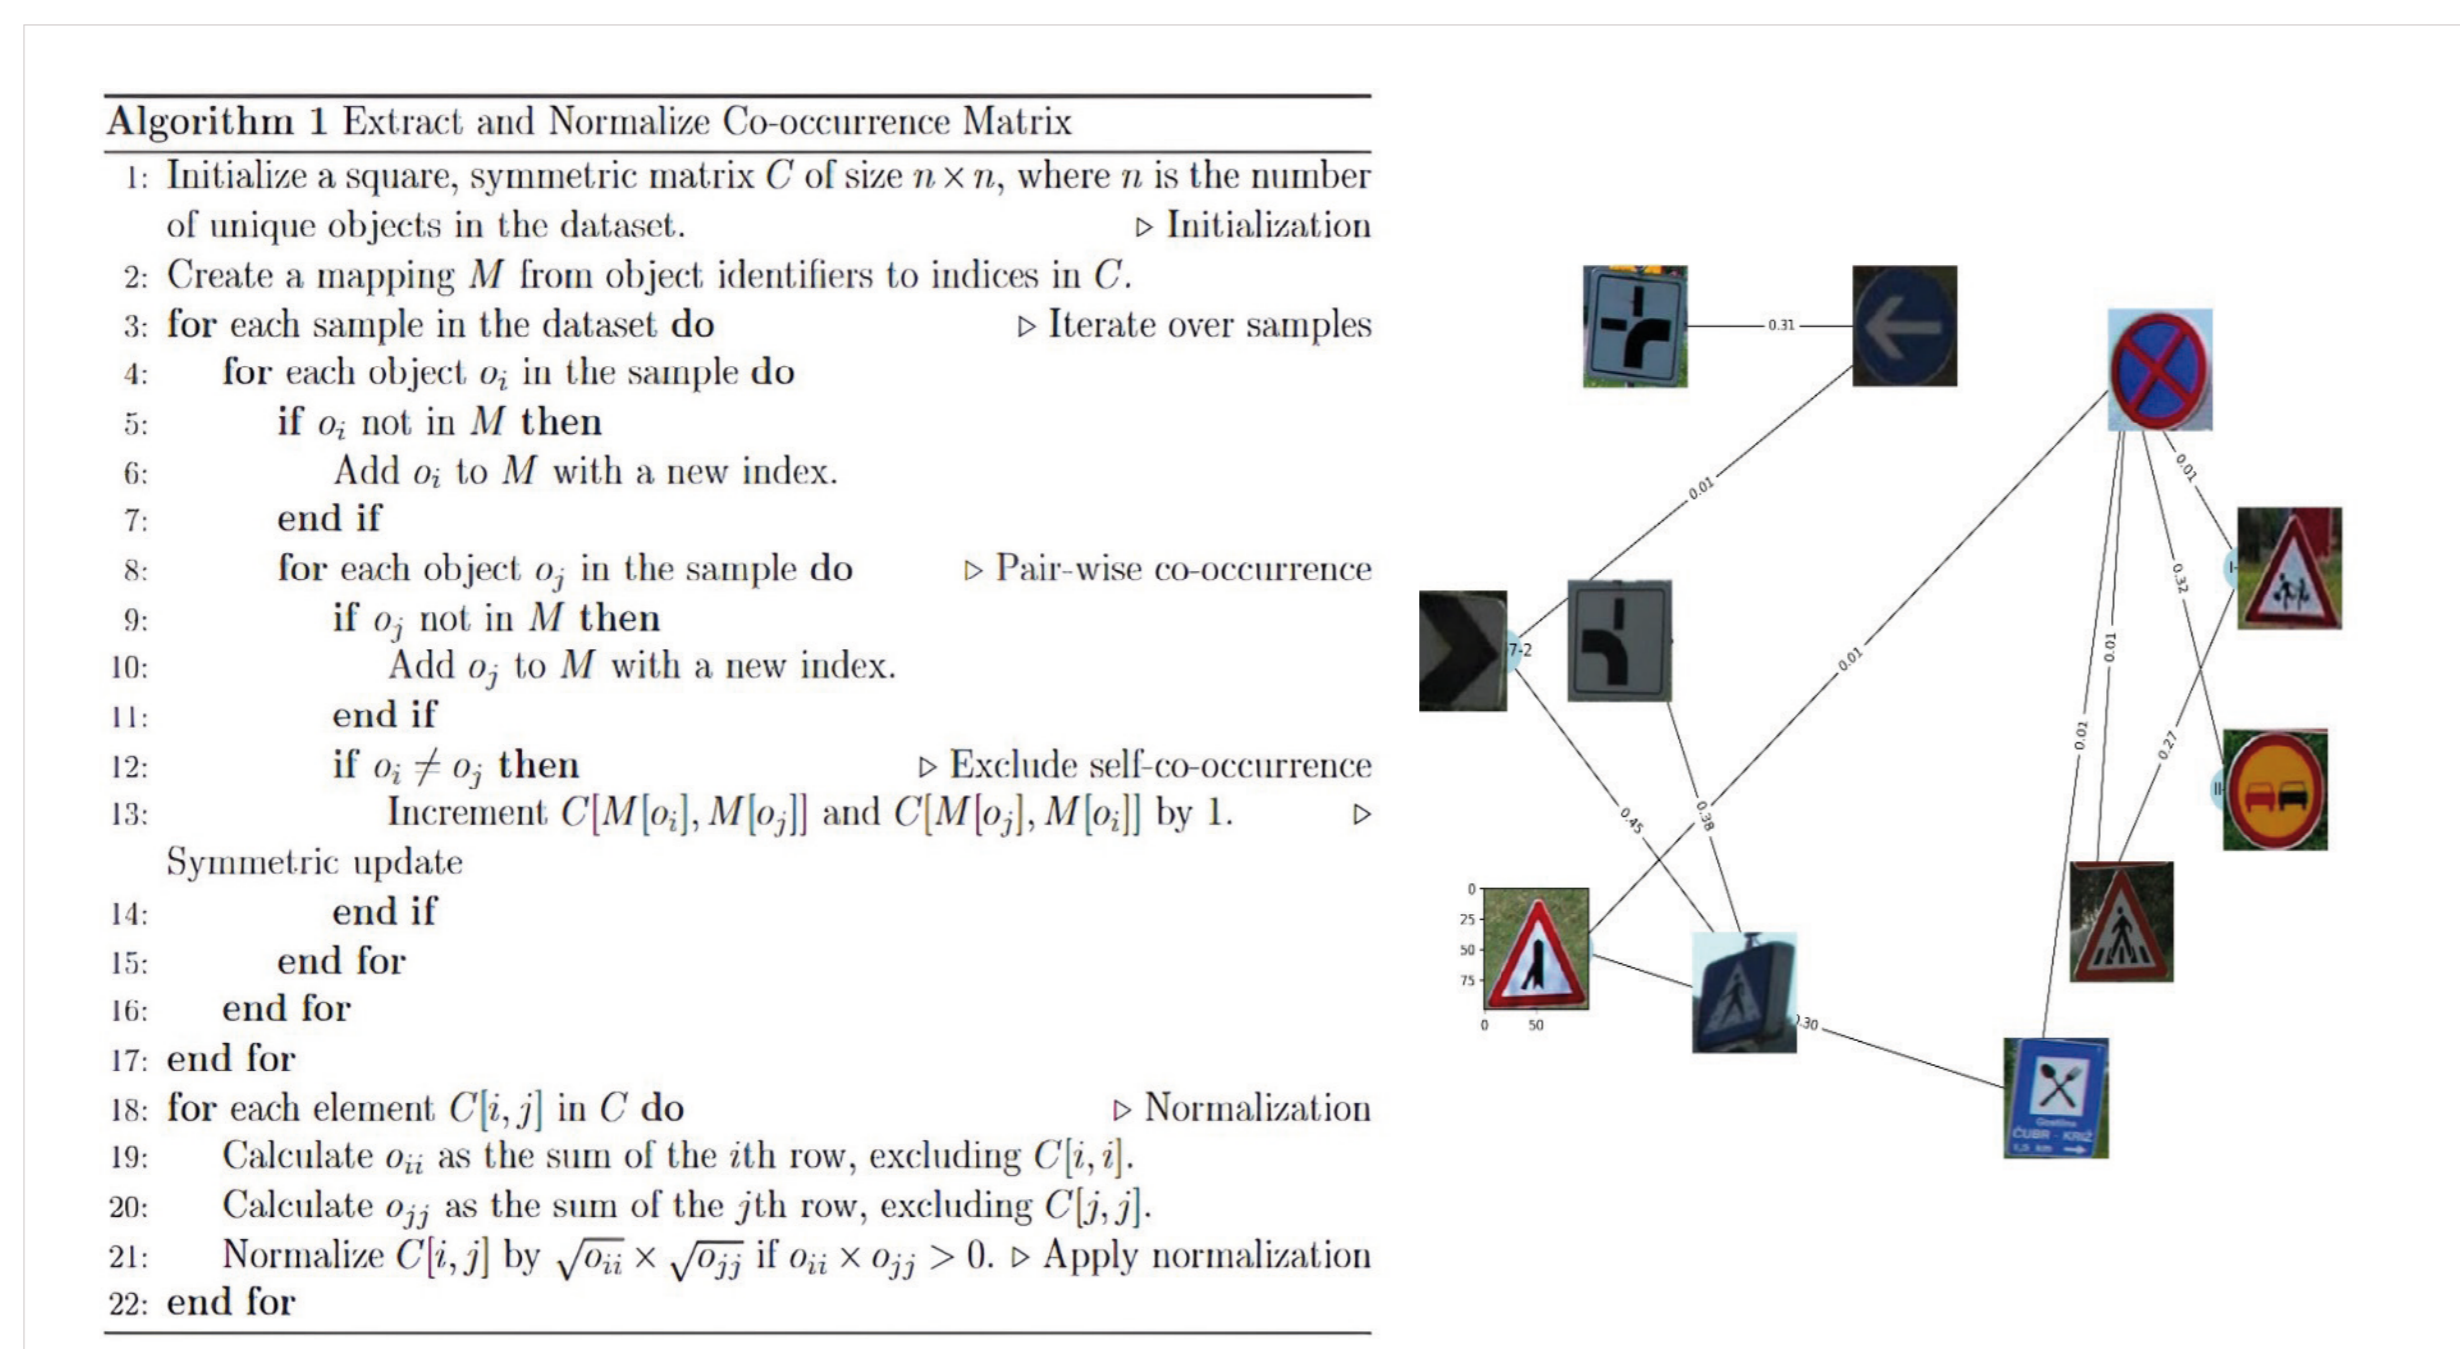 Algorithm 1 Extract and Normalize Co-occurrence Matrix
1: Initialize a square, symmetric matrix C of size n × n, where n is the number
of unique objects in the dataset. ▷ Initialization
2: Create a mapping M from object identifiers to indices in C.
3: for each sample in the dataset do ▷ Iterate over samples
4: for each object o_i in the sample do
5: if o_i not in M then
6: Add o_i to M with a new index.
7: end if
8: for each object o_j in the sample do ▷ Pair-wise co-occurrence
9: if o_j not in M then
10: Add o_j to M with a new index.
11: end if
12: if o_i ≠ o_j then ▷ Exclude self-co-occurrence
13: Increment C[M[o_i], M[o_j]] and C[M[o_j], M[o_i]] by 1. ▷
Symmetric update
14: end if
15: end for
16: end for
17: end for
18: for each element C[i, j] in C do ▷ Normalization
19: Calculate o_ii as the sum of the ith row, excluding C[i, i].
20: Calculate o_jj as the sum of the jth row, excluding C[j, j].
21: Normalize C[i, j] by √o_ii × √o_jj if o_ii × o_jj > 0. ▷ Apply normalization
22: end for
0.31
0.01
0.01
I-
0.32
7-2
0.01
0.01
0.01
0.27
II-
0.45
0.38
0
25
50
75
0 50
.30
ČUBR - KRIŽ